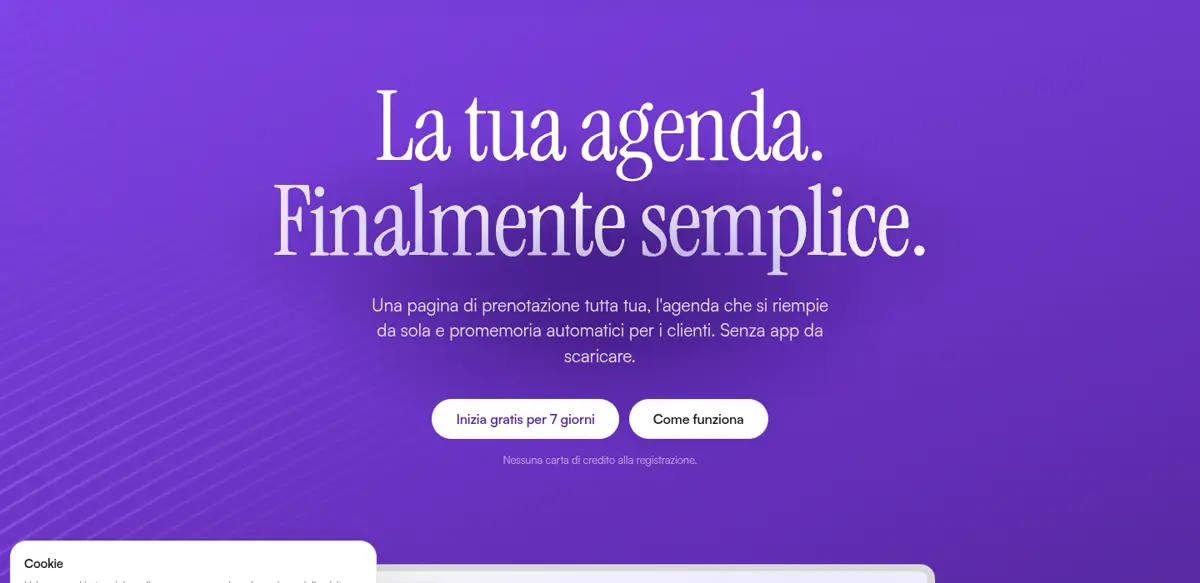 La tua agenda.
Finalmente semplice.
Una pagina di prenotazione tutta tua, l'agenda che si riempie
da sola e promemoria automatici per i clienti. Senza app da
scaricare.
Inizia gratis per 7 giorni
Come funziona
Nessuna carta di credito alla registrazione.
Cookie